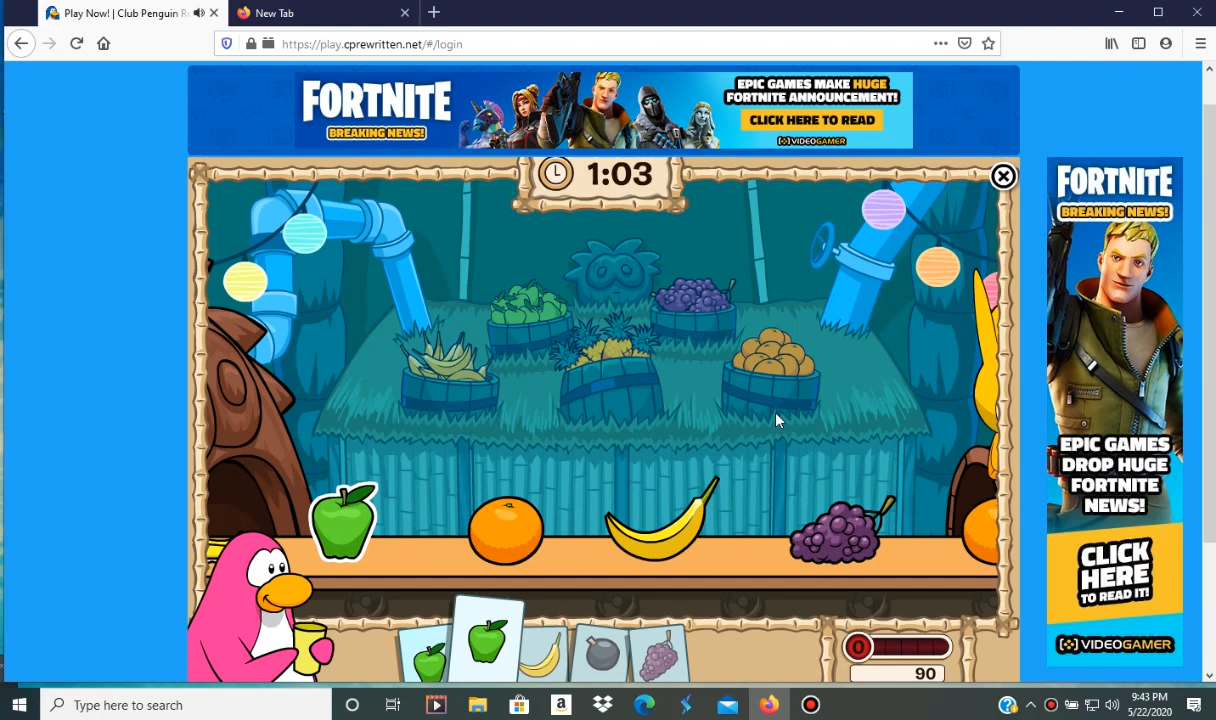 Play Now! | Club Penguin Re
New Tab
https://play.cprewritten.net/#/login
FORTNITE
BREAKING NEWS!
EPIC GAMES MAKE HUGE
FORTNITE ANNOUNCEMENT!
CLICK HERE TO READ
VIDEOGAMER
1:03
FORTNITE
BREAKING NEWS!
EPIC GAMES
DROP HUGE
FORTNITE
NEWS!
CLICK
HERE
TO READ IT!
VIDEOGAMER
0
90
Type here to search
9:43 PM
5/22/2020